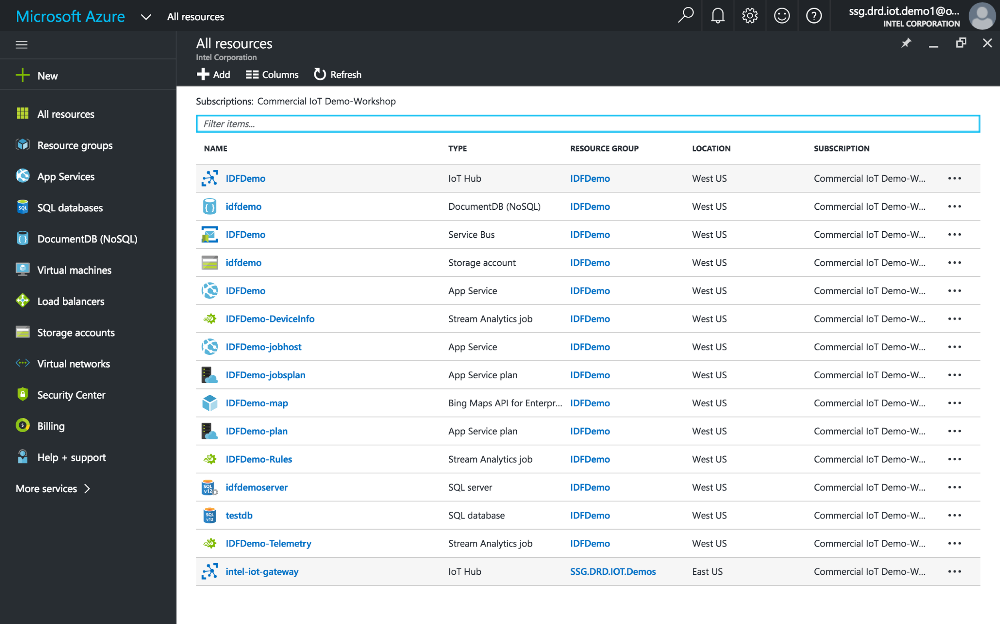 Microsoft Azure All resources ssg.drd.iot.demo1@o...
INTEL CORPORATION
All resources
Intel Corporation
Add Columns Refresh
New
All resources
Resource groups
App Services
SQL databases
DocumentDB (NoSQL)
Virtual machines
Load balancers
Storage accounts
Virtual networks
Security Center
Billing
Help + support
More services
Subscriptions: Commercial IoT Demo-Workshop
Filter items...
NAME TYPE RESOURCE GROUP LOCATION SUBSCRIPTION
IDFDemo IoT Hub IDFDemo West US Commercial IoT Demo-W...
idfdemo DocumentDB (NoSQL) IDFDemo West US Commercial IoT Demo-W...
IDFDemo Service Bus IDFDemo West US Commercial IoT Demo-W...
idfdemo Storage account IDFDemo West US Commercial IoT Demo-W...
IDFDemo App Service IDFDemo West US Commercial IoT Demo-W...
IDFDemo-DeviceInfo Stream Analytics job IDFDemo West US Commercial IoT Demo-W...
IDFDemo-jobhost App Service IDFDemo West US Commercial IoT Demo-W...
IDFDemo-jobsplan App Service plan IDFDemo West US Commercial IoT Demo-W...
IDFDemo-map Bing Maps API for Enterpr... IDFDemo West US Commercial IoT Demo-W...
IDFDemo-plan App Service plan IDFDemo West US Commercial IoT Demo-W...
IDFDemo-Rules Stream Analytics job IDFDemo West US Commercial IoT Demo-W...
idfdemoserver SQL server IDFDemo West US Commercial IoT Demo-W...
testdb SQL database IDFDemo West US Commercial IoT Demo-W...
IDFDemo-Telemetry Stream Analytics job IDFDemo West US Commercial IoT Demo-W...
intel-iot-gateway IoT Hub SSG.DRD.IOT.Demos East US Commercial IoT Demo-W...